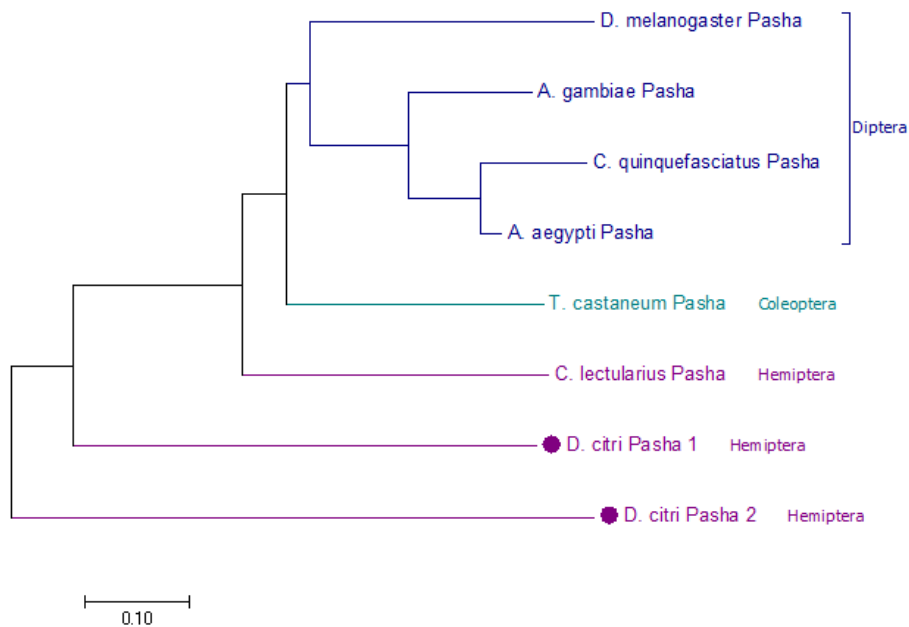 D. melanogaster Pasha
A. gambiae Pasha
Diptera
C. quinquefasciatus Pasha
A. aegypti Pasha
T. castaneum Pasha Coleoptera
C. lectularius Pasha Hemiptera
D. citri Pasha 1 Hemiptera
D. citri Pasha 2 Hemiptera
0.10